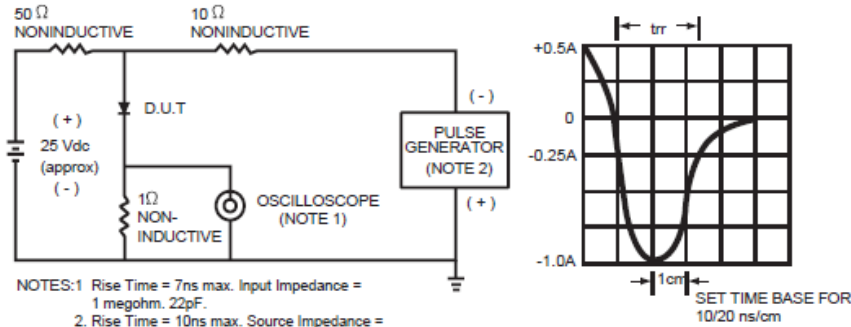 50 Ω
NONINDUCTIVE
10 Ω
NONINDUCTIVE
D.U.T
(+)
25 Vdc
(approx)
(-)
1Ω
NON-
INDUCTIVE
OSCILLOSCOPE
(NOTE 1)
(-)
PULSE
GENERATOR
(NOTE 2)
(+)
trr
+0.5A
0
-0.25A
-1.0A
1cm
SET TIME BASE FOR
10/20 ns/cm
NOTES:1 Rise Time = 7ns max. Input Impedance =
1 megohm. 22pF.
2. Rise Time = 10ns max. Source Impedance =